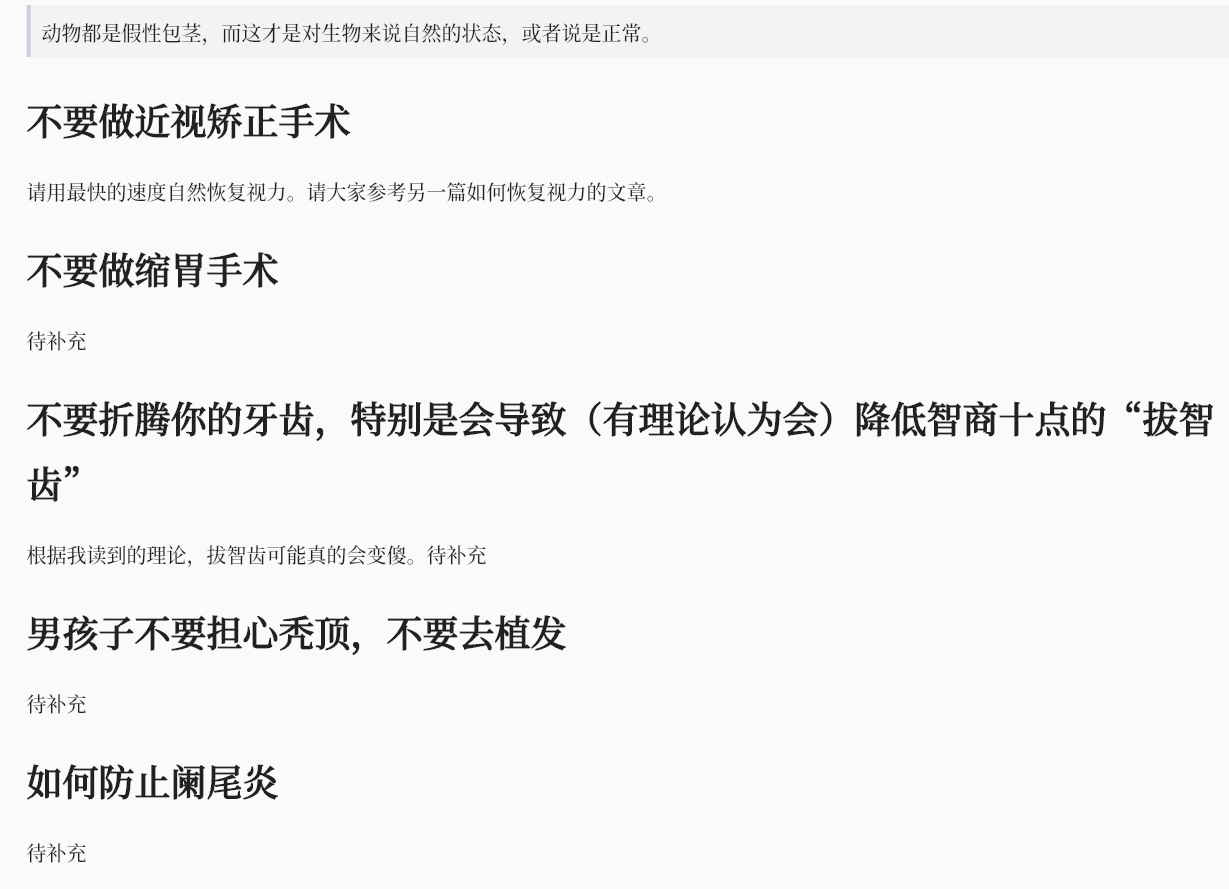 动物都是假性包茎，而这才是对生物来说自然的状态，或者说是正常。
不要做近视矫正手术
请用最快的速度自然恢复视力。请大家参考另一篇如何恢复视力的文章。
不要做缩胃手术
待补充
不要折腾你的牙齿，特别是会导致（有理论认为会）降低智商十点的“拔智
齿”
根据我读到的理论，拔智齿可能真的会变傻。待补充
男孩子不要担心秃顶，不要去植发
待补充
如何防止阑尾炎
待补充